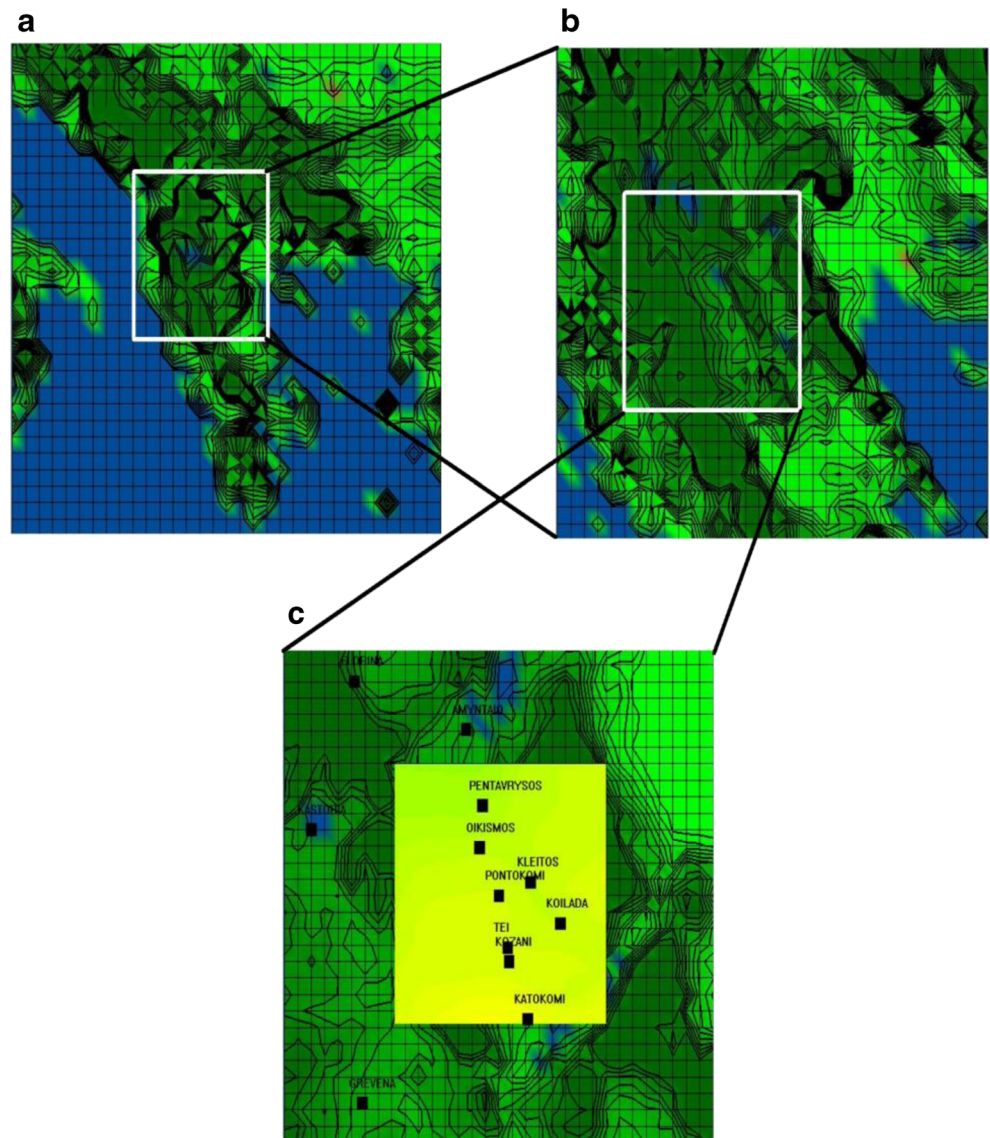 a
b
c
FLORINA
AMYNTAIO
PENTAVRYSOS
KASTORIA
OIKISMOS
KLEITOS
PONTOKOMI
KOILADA
TEI
KOZANI
KATOKOMI
GREVENA